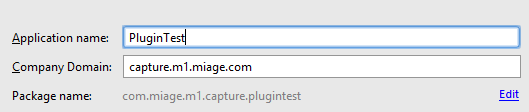 Application name: PluginTest
Company Domain: capture.m1.miage.com
Package name: com.miage.m1.capture.plugintest Edit